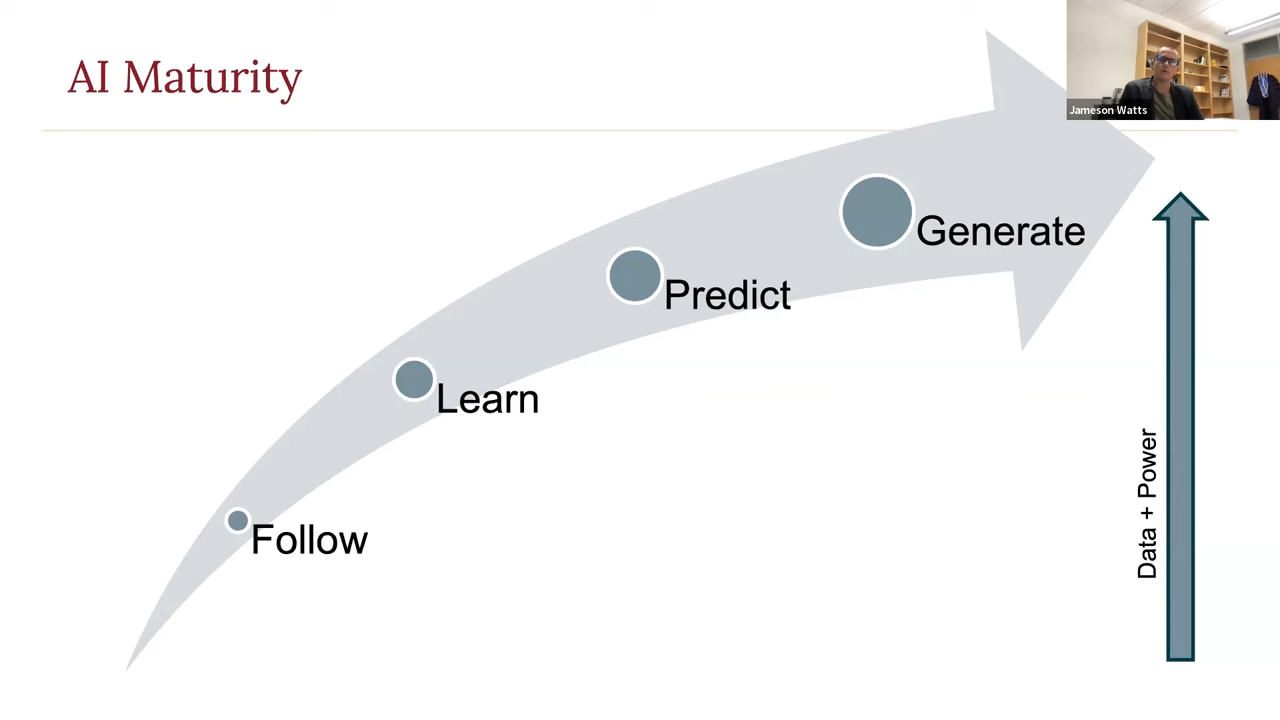 AI Maturity
Jameson Watts
Generate
Predict
Learn
Follow
Data + Power